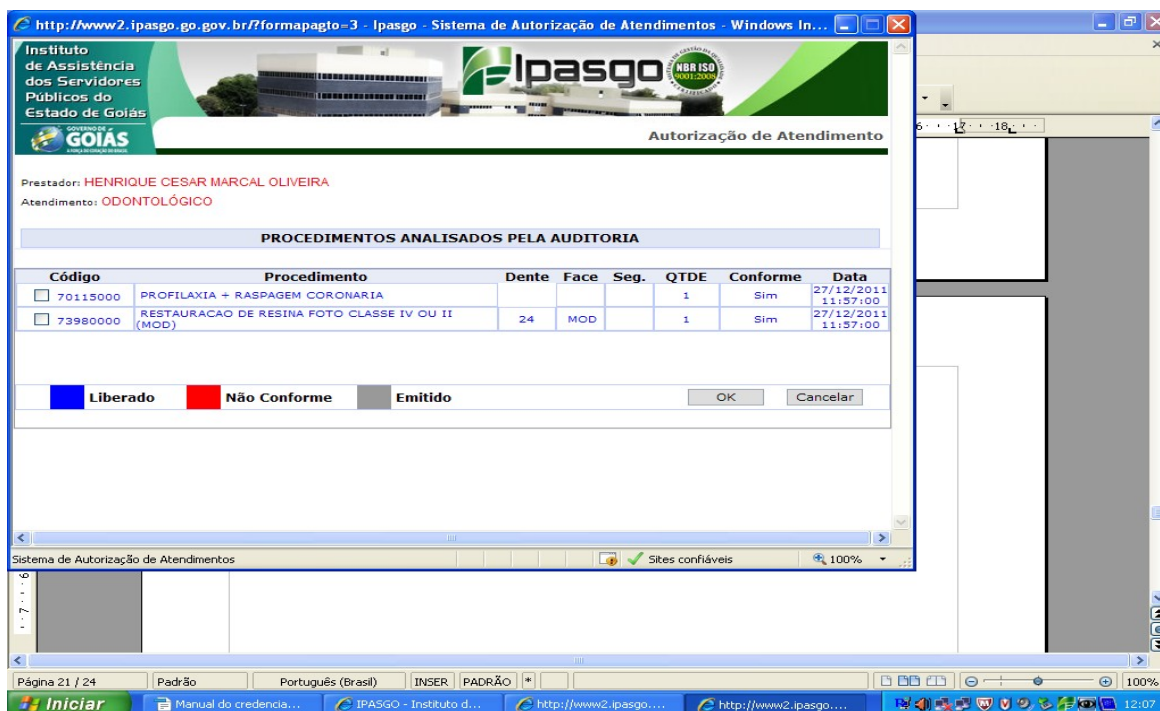 http://www2.ipasgo.go.gov.br/?formapagto=3 - Ipasgo - Sistema de Autorização de Atendimentos - Windows In...
Instituto
de Assistência
dos Servidores
Públicos do
Estado de Goiás
Ipasgo
NBR ISO
9001:2008
GOVERNO DE
GOIÁS
Autorização de Atendimento
Prestador: HENRIQUE CESAR MARCAL OLIVEIRA
Atendimento: ODONTOLÓGICO
PROCEDIMENTOS ANALISADOS PELA AUDITORIA
Código Procedimento Dente Face Seg. QTDE Conforme Data
70115000 PROFILAXIA + RASPAGEM CORONARIA 1 Sim 27/12/2011
11:57:00
73980000 RESTAURACAO DE RESINA FOTO CLASSE IV OU II
(MOD) 24 MOD 1 Sim 27/12/2011
11:57:00
Liberado Não Conforme Emitido OK Cancelar
Sistema de Autorização de Atendimentos Sites confiáveis 100%
Página 21 / 24 Padrão Português (Brasil) INSER PADRÃO * 100%
Iniciar Manual do credencia... IPASGO - Instituto d... http://www2.ipasgo.... http://www2.ipasgo.... 12:07